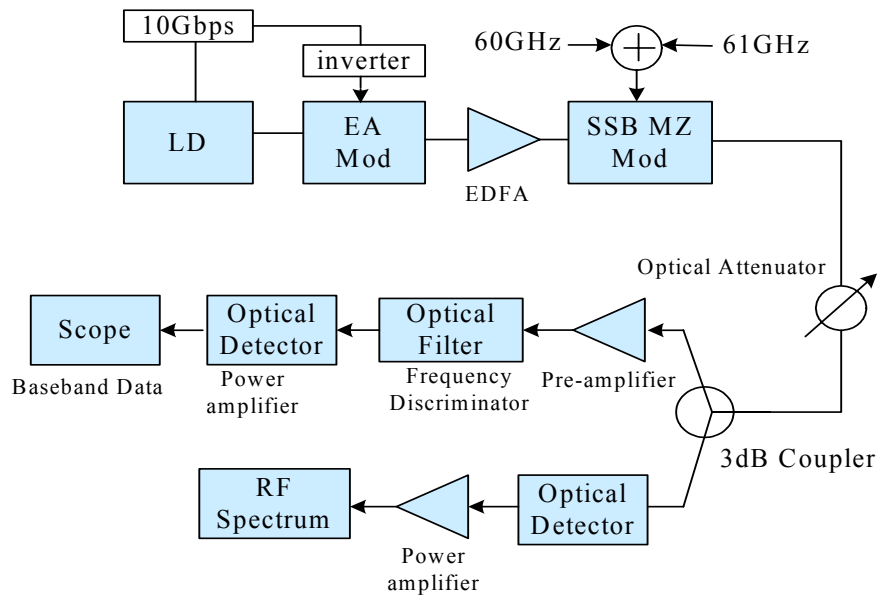 10Gbps
inverter
60GHz
61GHz
LD
EA
Mod
EDFA
SSB MZ
Mod
Optical Attenuator
Scope
Baseband Data
Optical
Detector
Power
amplifier
Optical
Filter
Frequency
Discriminator
Pre-amplifier
3dB Coupler
RF
Spectrum
Power
amplifier
Optical
Detector